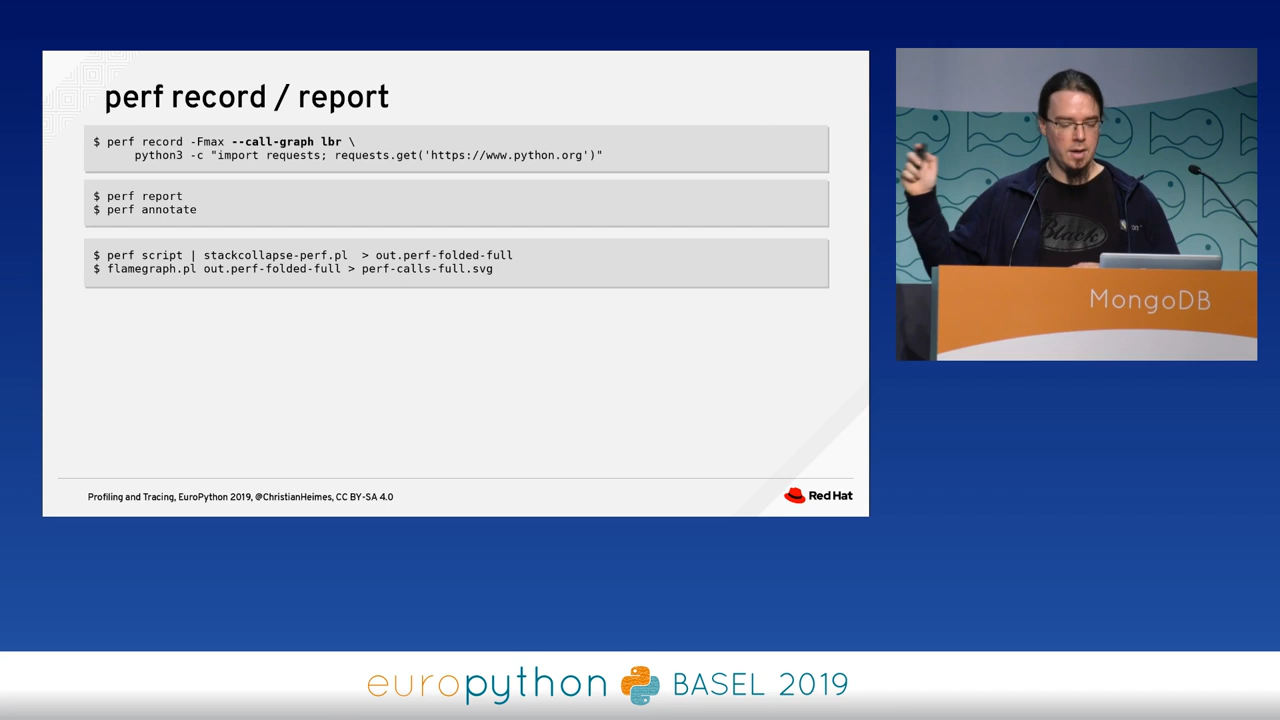 perf record / report
$ perf record -Fmax --call-graph lbr \
python3 -c "import requests; requests.get('https://www.python.org')"
$ perf report
$ perf annotate
$ perf script | stackcollapse-perf.pl  > out.perf-folded-full
$ flamegraph.pl out.perf-folded-full > perf-calls-full.svg
Profiling and Tracing, EuroPython 2019, @ChristianHeimes, CC BY-SA 4.0
Red Hat
Black
MongoDB
europython BASEL 2019